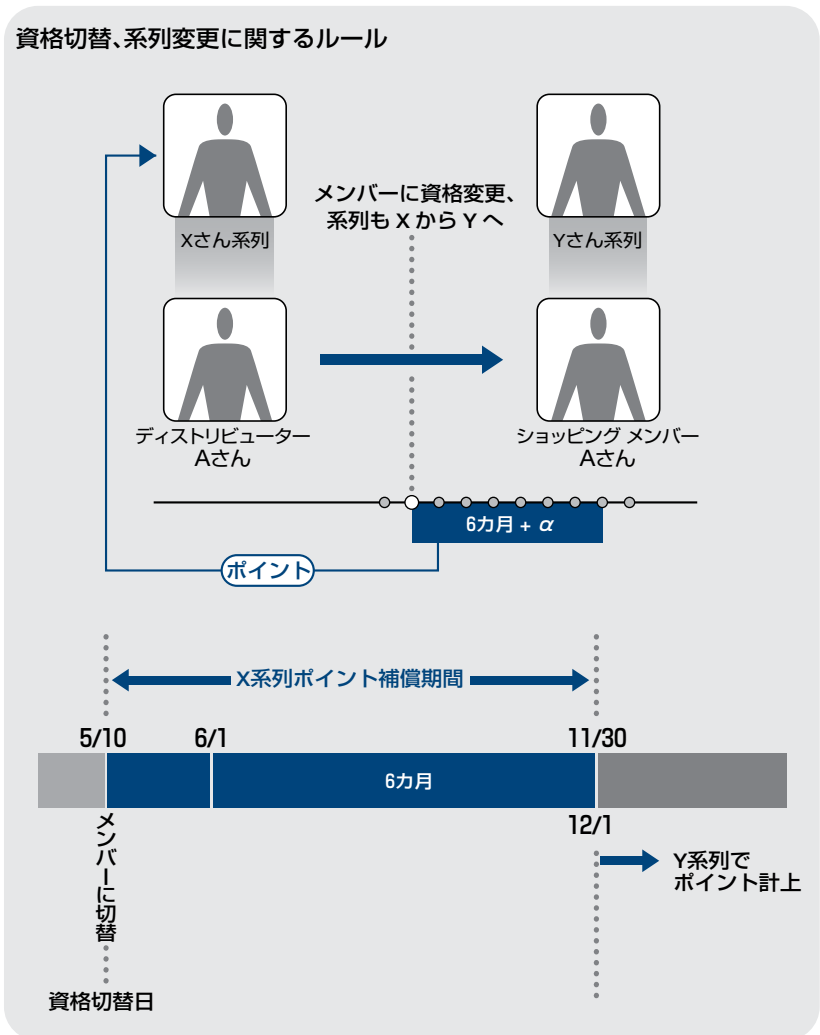 資格切替、系列変更に関するルール
メンバーに資格変更、
系列も X から Y へ
Xさん系列
Yさん系列
ディストリビューター
Aさん
ショッピング メンバー
Aさん
6カ月 + α
ポイント
X系列ポイント補償期間
5/10
6/1
11/30
6カ月
12/1
メンバーに切替
Y系列で
ポイント計上
資格切替日